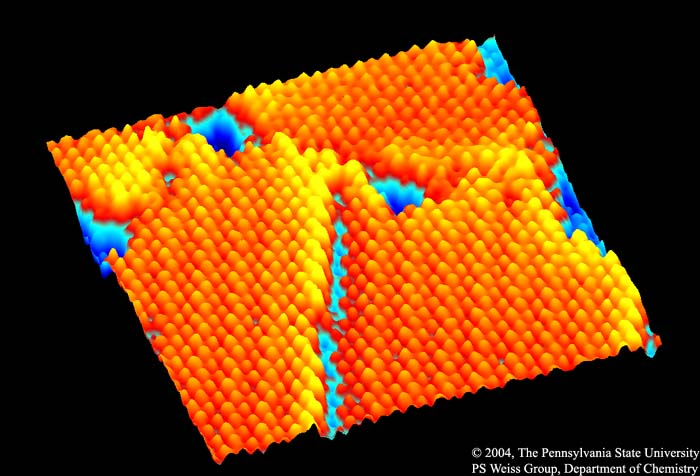 © 2004, The Pennsylvania State University
PS Weiss Group, Department of Chemistry